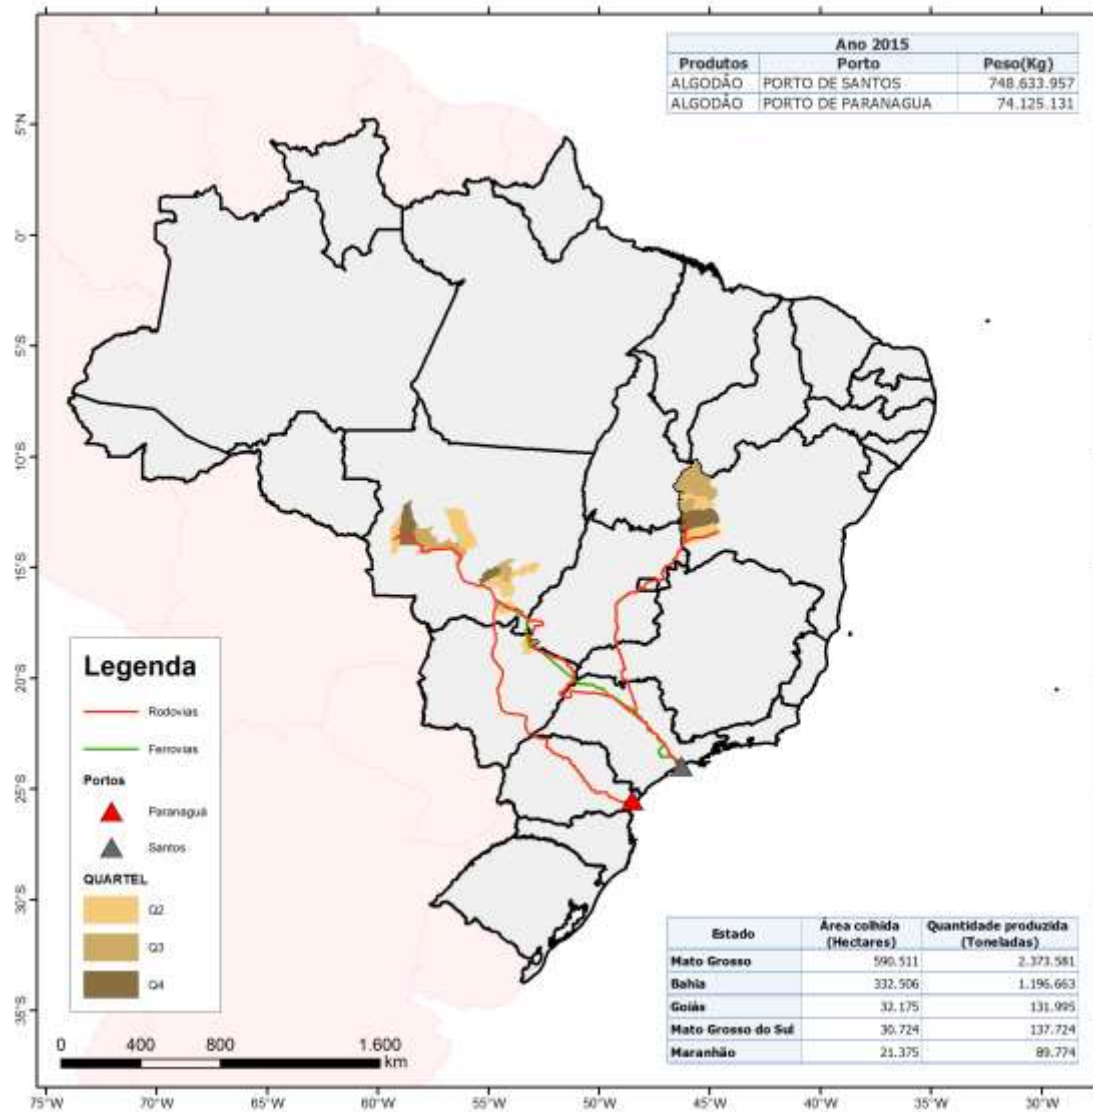 Ano 2015
Produtos Porto Peso(Kg)
ALGODÃO PORTO DE SANTOS 748.633.957
ALGODÃO PORTO DE PARANAGUA 74.125.131
5°N
0°
5°S
10°S
15°S
20°S
25°S
30°S
35°S
Legenda
Rodovias
Ferrovias
Portos
Paranaguá
Santos
QUARTEL
Q2
Q3
Q4
0 400 800 1.600
km
Estado Área colhida (Hectares) Quantidade produzida (Toneladas)
Mato Grosso 590.511 2.373.581
Bahia 332.506 1.196.663
Goiás 32.175 131.995
Mato Grosso do Sul 30.724 137.724
Maranhão 21.375 89.774
75°W 70°W 65°W 60°W 55°W 50°W 45°W 40°W 35°W 30°W